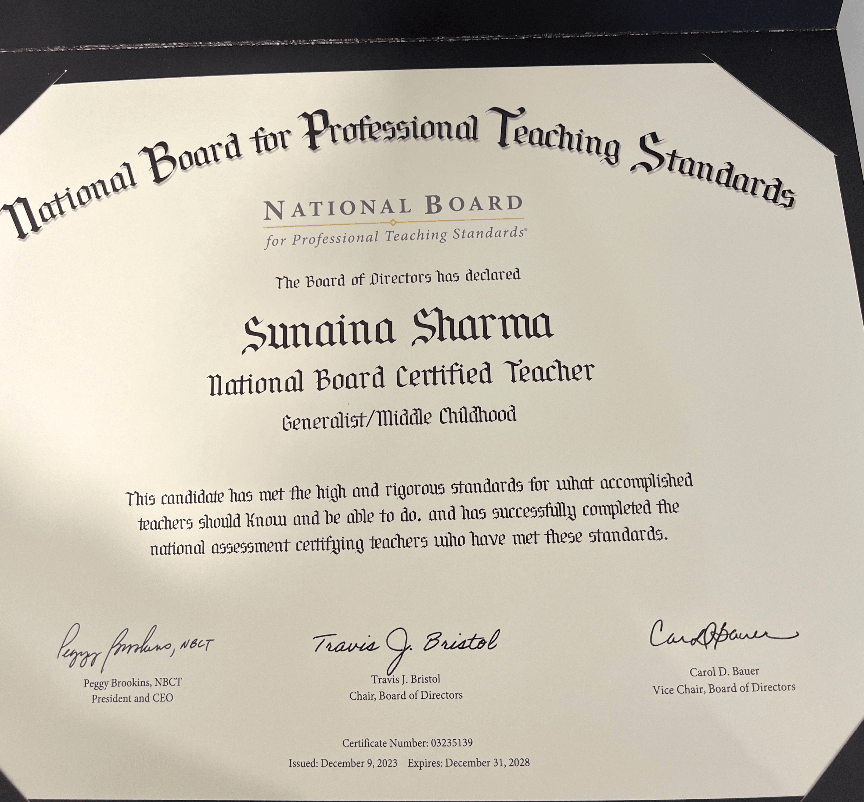 National Board for Professional Teaching Standards
NATIONAL BOARD
for Professional Teaching Standards®
The Board of Directors has declared
Sunaina Sharma
National Board Certified Teacher
Generalist/Middle Childhood
This candidate has met the high and rigorous standards for what accomplished
teachers should know and be able to do, and has successfully completed the
national assessment certifying teachers who have met these standards.
Peggy Brookins, NBCT
Travis J. Bristol
Carol D Bauer
Peggy Brookins, NBCT
President and CEO
Travis J. Bristol
Chair, Board of Directors
Carol D. Bauer
Vice Chair, Board of Directors
Certificate Number: 03235139
Issued: December 9, 2023 Expires: December 31, 2028